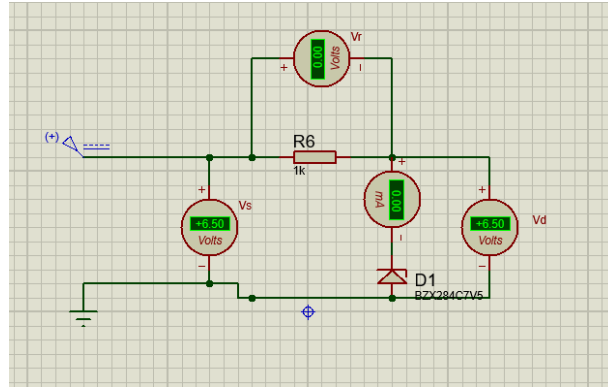 Vr
+
0.00
Volts
−
(+)
R6
1k
+
Vs
+6.50
Volts
−
+
0.00
mA
−
+
Vd
+6.50
Volts
−
D1
BZX284C7V5